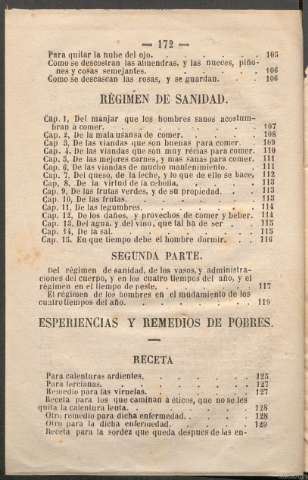 — 172 —
Para quitar la nube del ojo. . . . . . . 105
Como se descuestran las almendras, y las nueces, piño-
nes y cosas semejantes. . . . . . . 106
Como se descascan las rosas, y se guardan. . . . 106
RÉGIMEN DE SANIDAD.
Cap. 1, Del manjar que los hombres sanos acostum-
bran à comer. . . . . . . 107
Cap. 2, De la mala usansa de comer. . . . . 108
Cap. 3, De las viandas que son buenas para comer. . 109
Cap. 4, De las viandas que son muy récias para comer. 110
Cap. 5, De las mejores carnes, y mas sanas para comer. 111
Cap. 6, De las viandas de mucho mantenimiento. . . 111
Cap. 7, Del queso, de la leche, y lo que de ello se hace, 112
Cap. 8, De la virtud de la cebolla. . . . . 113
Cap. 9, De las frutas verdes, y de su propiedad. . . 113
Cap. 10, De las frutas. . . . . . . 113
Cap. 11, De las legumbres. . . . . . 114
Cap. 12, De los daños, y provechos de comer y beber. 114
Cap. 13, Del agua, y del vino, que tal ha de ser . . 115
Cap. 14, De la sal. . . . . . . 115
Cap. 15, En que tiempo debe el hombre dormir. . . 116
SEGUNDA PARTE.
Del régimen de sanidad, de los vasos, y administra-
ciones del cuerpo, y en los cuatro tiempos del año, y el
régimen en el tiempo de peste. . . . . . 117
El régimen de los hombres en el mudamiento de los
cuatro tiempos del año. . . . . . . 119
ESPERIENCIAS Y REMEDIOS DE POBRES.
RECETA
Para calenturas ardientes. . . . . . . 125
Para tercianas. . . . . . . 127
Remedio para las viruelas. . . . . . . 127
Receta para los que caminan à éticos, que no se les
quita la calentura lenta. . . . . . . 128
Otro remedio para dicha enfermedad. . . . . 128
Otro para la dicha enfermedad. . . . . . 129
Receta para la sordez que queda despues de las en-